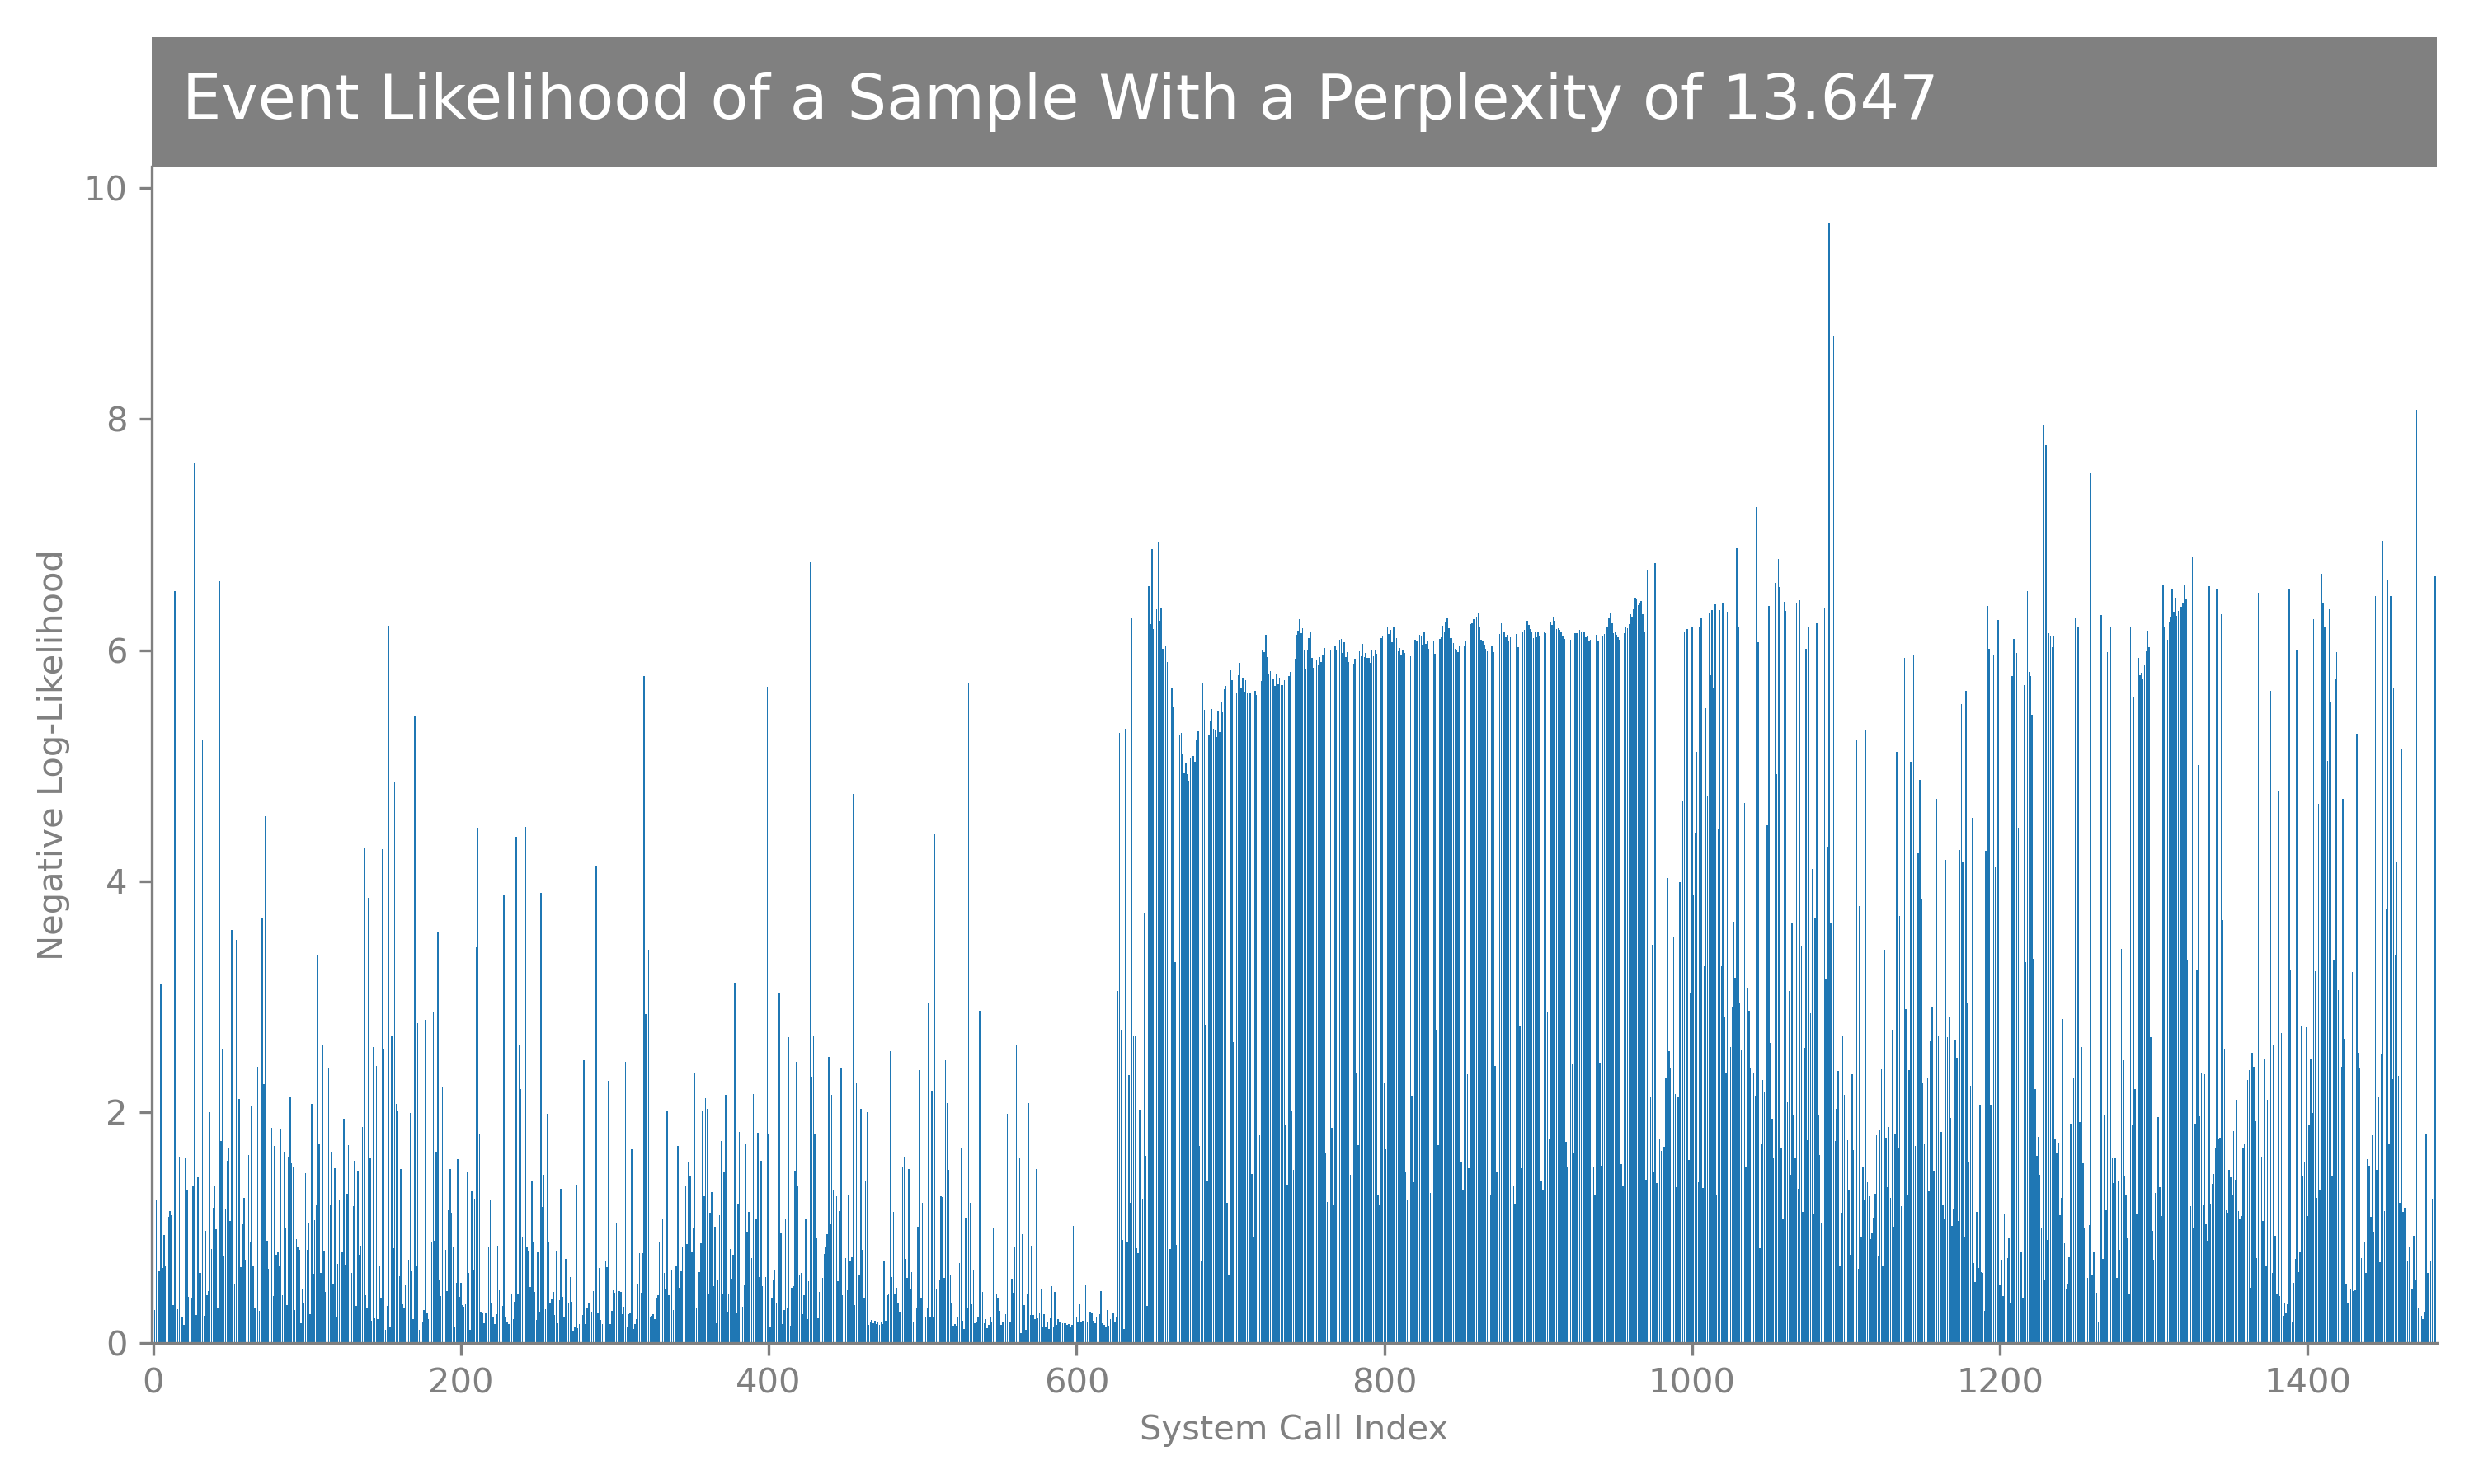 Event Likelihood of a Sample With a Perplexity of 13.647
10
8
6
4
2
0
Negative Log-Likelihood
0 200 400 600 800 1000 1200 1400
System Call Index